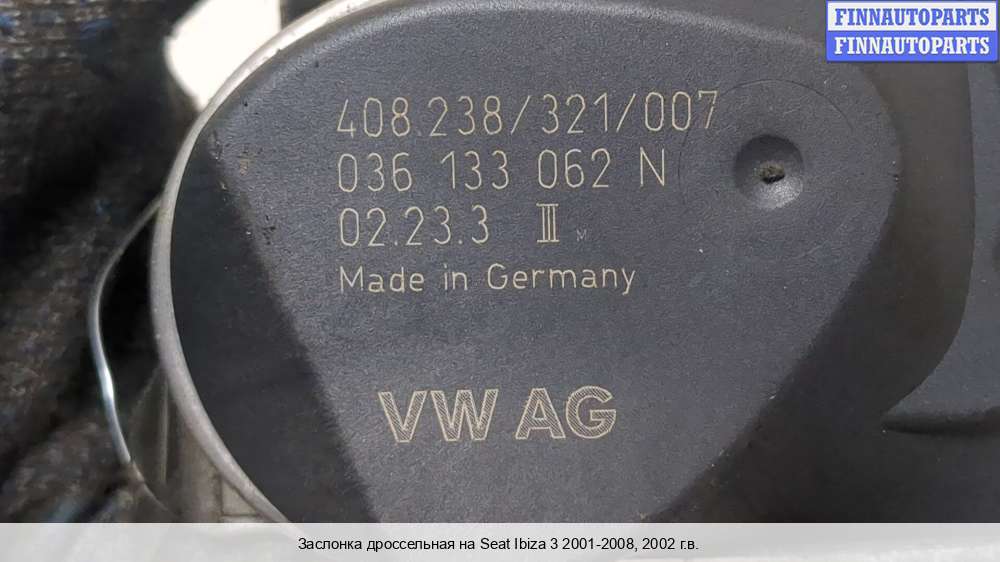 FINNAUTOPARTS
FINNAUTOPARTS
408.238/321/007
036 133 062 N
02.23.3 III M
Made in Germany
VW AG
Заслонка дроссельная на Seat Ibiza 3 2001-2008, 2002 г.в.